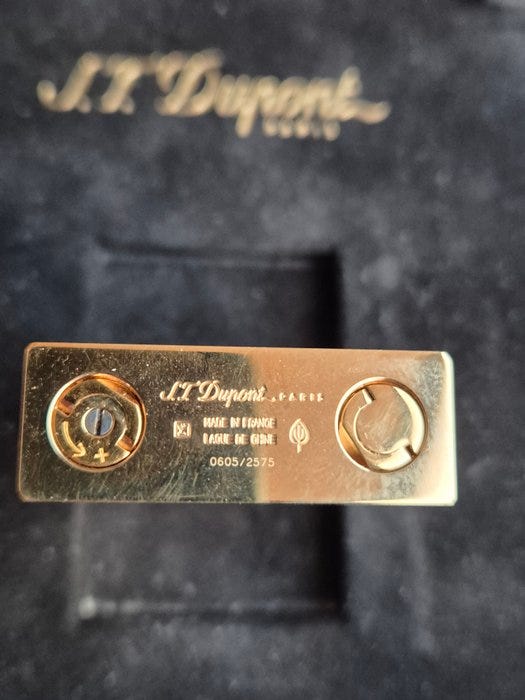 S.T. Dupont
PARIS
S.T. Dupont . PARIS
MADE IN FRANCE
LAQUE DE CHINE
0605/2575
+